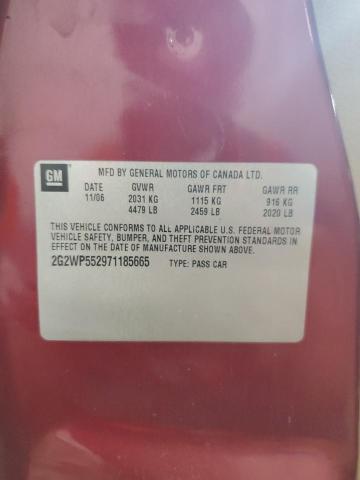 GM
MFD BY GENERAL MOTORS OF CANADA LTD.
DATE GVWR GAWR FRT GAWR RR
11/06 2031 KG 1115 KG 916 KG
4479 LB 2459 LB 2020 LB
THIS VEHICLE CONFORMS TO ALL APPLICABLE U.S. FEDERAL MOTOR
VEHICLE SAFETY, BUMPER, AND THEFT PREVENTION STANDARDS IN
EFFECT ON THE DATE OF MANUFACTURE SHOWN ABOVE.
2G2WP552971185665 TYPE: PASS CAR